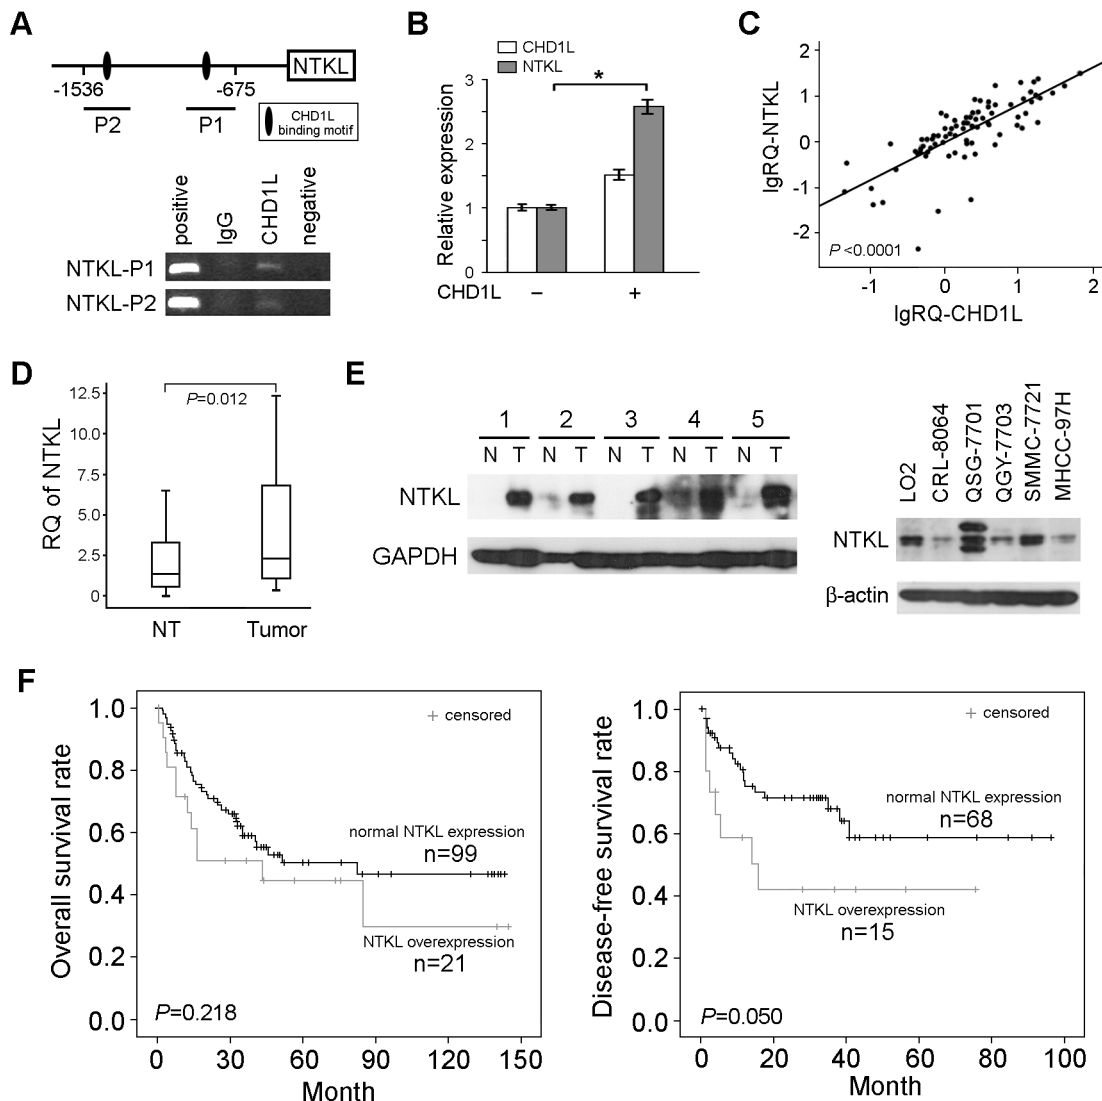 A
NTKL
-1536
-675
P2
P1
CHD1L
binding motif
positive
IgG
CHD1L
negative
NTKL-P1
NTKL-P2
B
CHD1L
NTKL
*
3
2
1
0
Relative expression
CHD1L
–
+
C
2
1
0
-1
-2
lgRQ-NTKL
P <0.0001
-1
0
1
2
lgRQ-CHD1L
D
12.5
10.0
7.5
5.0
2.5
0
RQ of NTKL
P=0.012
NT
Tumor
E
1
2
3
4
5
N T N T N T N T N T
NTKL
GAPDH
LO2
CRL-8064
QSG-7701
QGY-7703
SMMC-7721
MHCC-97H
NTKL
β-actin
F
1.0
0.8
0.6
0.4
0.2
0.0
Overall survival rate
+ censored
normal NTKL expression
n=99
NTKL overexpression
n=21
P=0.218
0
30
60
90
120
150
Month
1.0
0.8
0.6
0.4
0.2
0.0
Disease-free survival rate
+ censored
normal NTKL expression
n=68
NTKL overexpression
n=15
P=0.050
0
20
40
60
80
100
Month